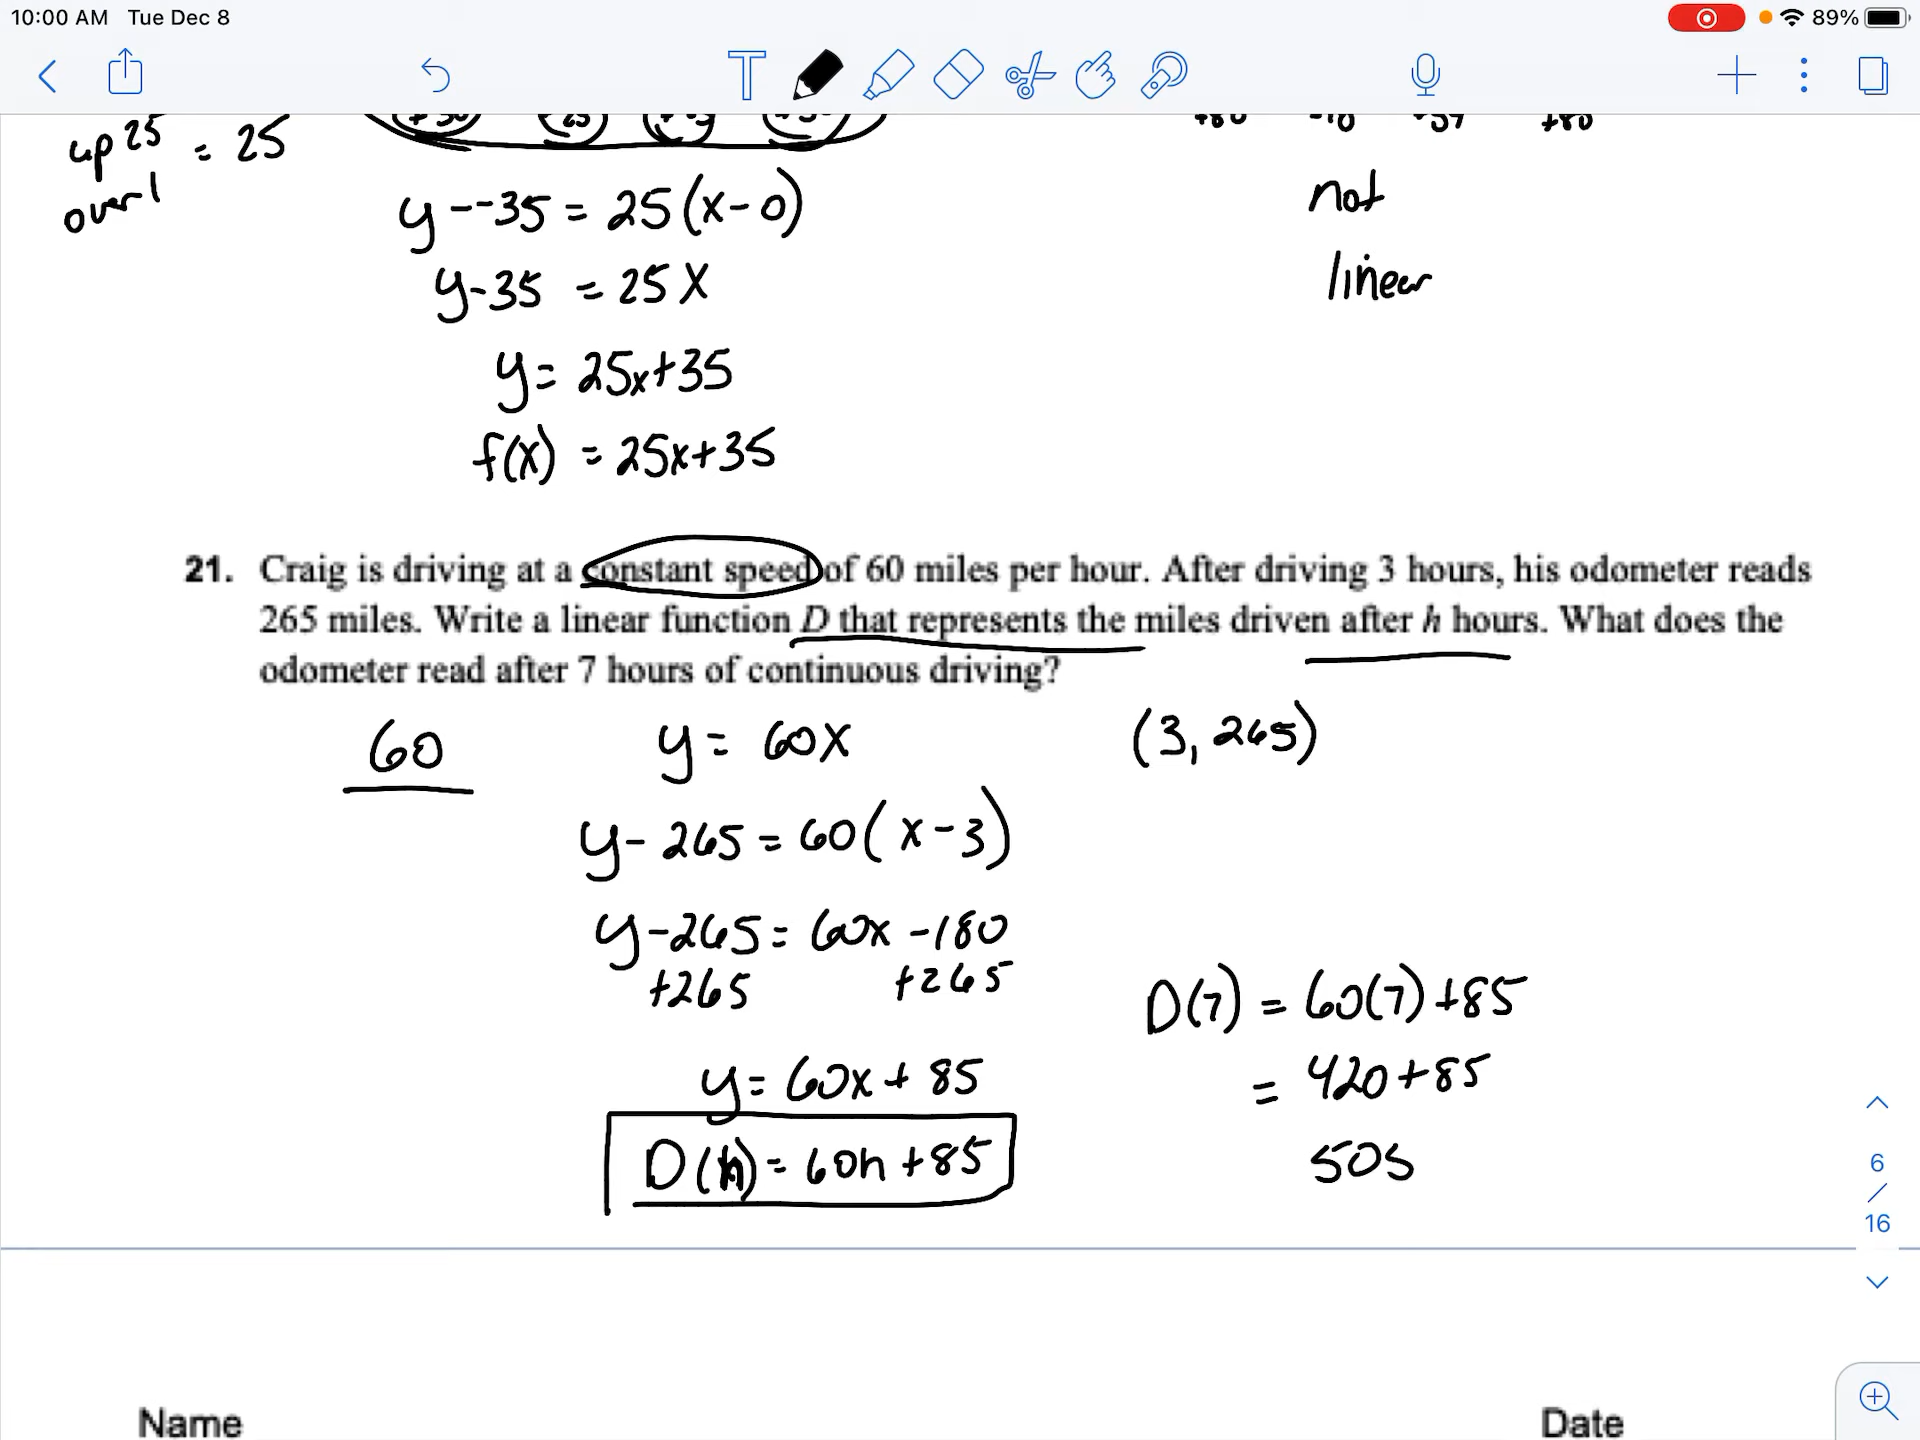 10:00 AM Tue Dec 8
89%
T
up 25 = 25
over 1
y--35 = 25(x-0)
y-35 = 25x
y = 25x+35
f(x) = 25x+35
not
linear
21. Craig is driving at a constant speed of 60 miles per hour. After driving 3 hours, his odometer reads
265 miles. Write a linear function D that represents the miles driven after h hours. What does the
odometer read after 7 hours of continuous driving?
60
y = 60x
(3, 265)
y - 265 = 60(x-3)
y-265 = 60x -180
+265 +265
y = 60x + 85
D(h) = 60h +85
D(7) = 60(7)+85
= 420+85
505
6
/
16
Name
Date